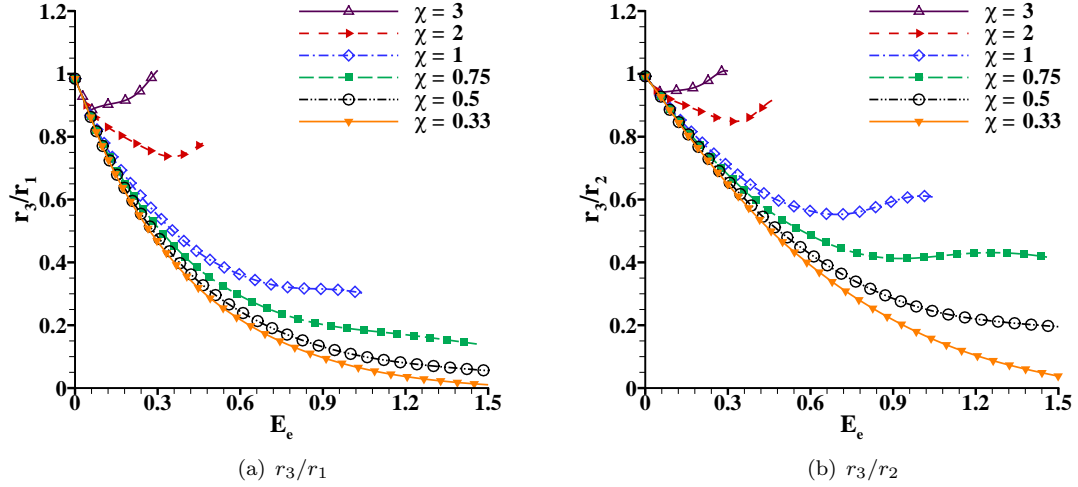 χ = 3
χ = 2
χ = 1
χ = 0.75
χ = 0.5
χ = 0.33
1.2
1
0.8
0.6
0.4
0.2
0
r₃/r₁
0 0.3 0.6 0.9 1.2 1.5
Eₑ
(a) r₃/r₁
χ = 3
χ = 2
χ = 1
χ = 0.75
χ = 0.5
χ = 0.33
1.2
1
0.8
0.6
0.4
0.2
0
r₃/r₂
0 0.3 0.6 0.9 1.2 1.5
Eₑ
(b) r₃/r₂